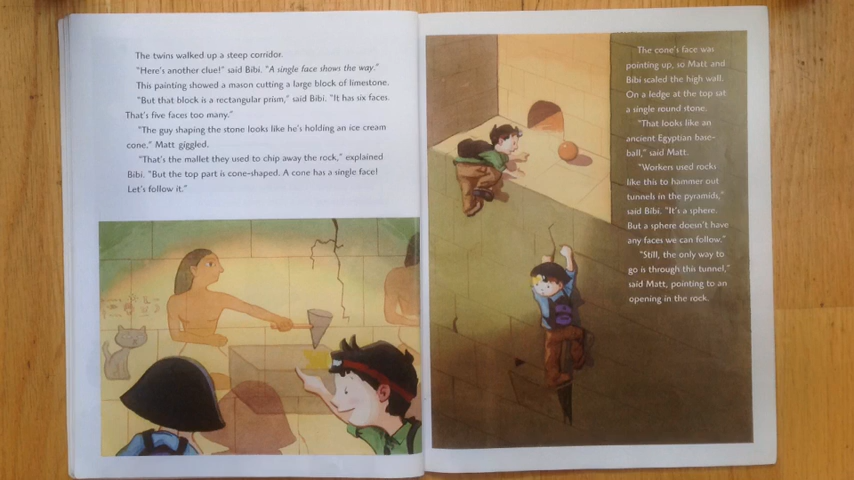 The twins walked up a steep corridor.
"Here's another clue!" said Bibi. "A single face shows the way."
This painting showed a mason cutting a large block of limestone.
"But that block is a rectangular prism," said Bibi. "It has six faces.
That's five faces too many."
"The guy shaping the stone looks like he's holding an ice cream
cone," Matt giggled.
"That's the mallet they used to chip away the rock," explained
Bibi. "But the top part is cone-shaped. A cone has a single face!
Let's follow it."
The cone's face was
pointing up, so Matt and
Bibi scaled the high wall.
On a ledge at the top sat
a single round stone.
"That looks like an
ancient Egyptian base-
ball," said Matt.
"Workers used rocks
like this to hammer out
tunnels in the pyramids,"
said Bibi. "It's a sphere.
But a sphere doesn't have
any faces we can follow."
"Still, the only way to
go is through this tunnel,"
said Matt, pointing to an
opening in the rock.